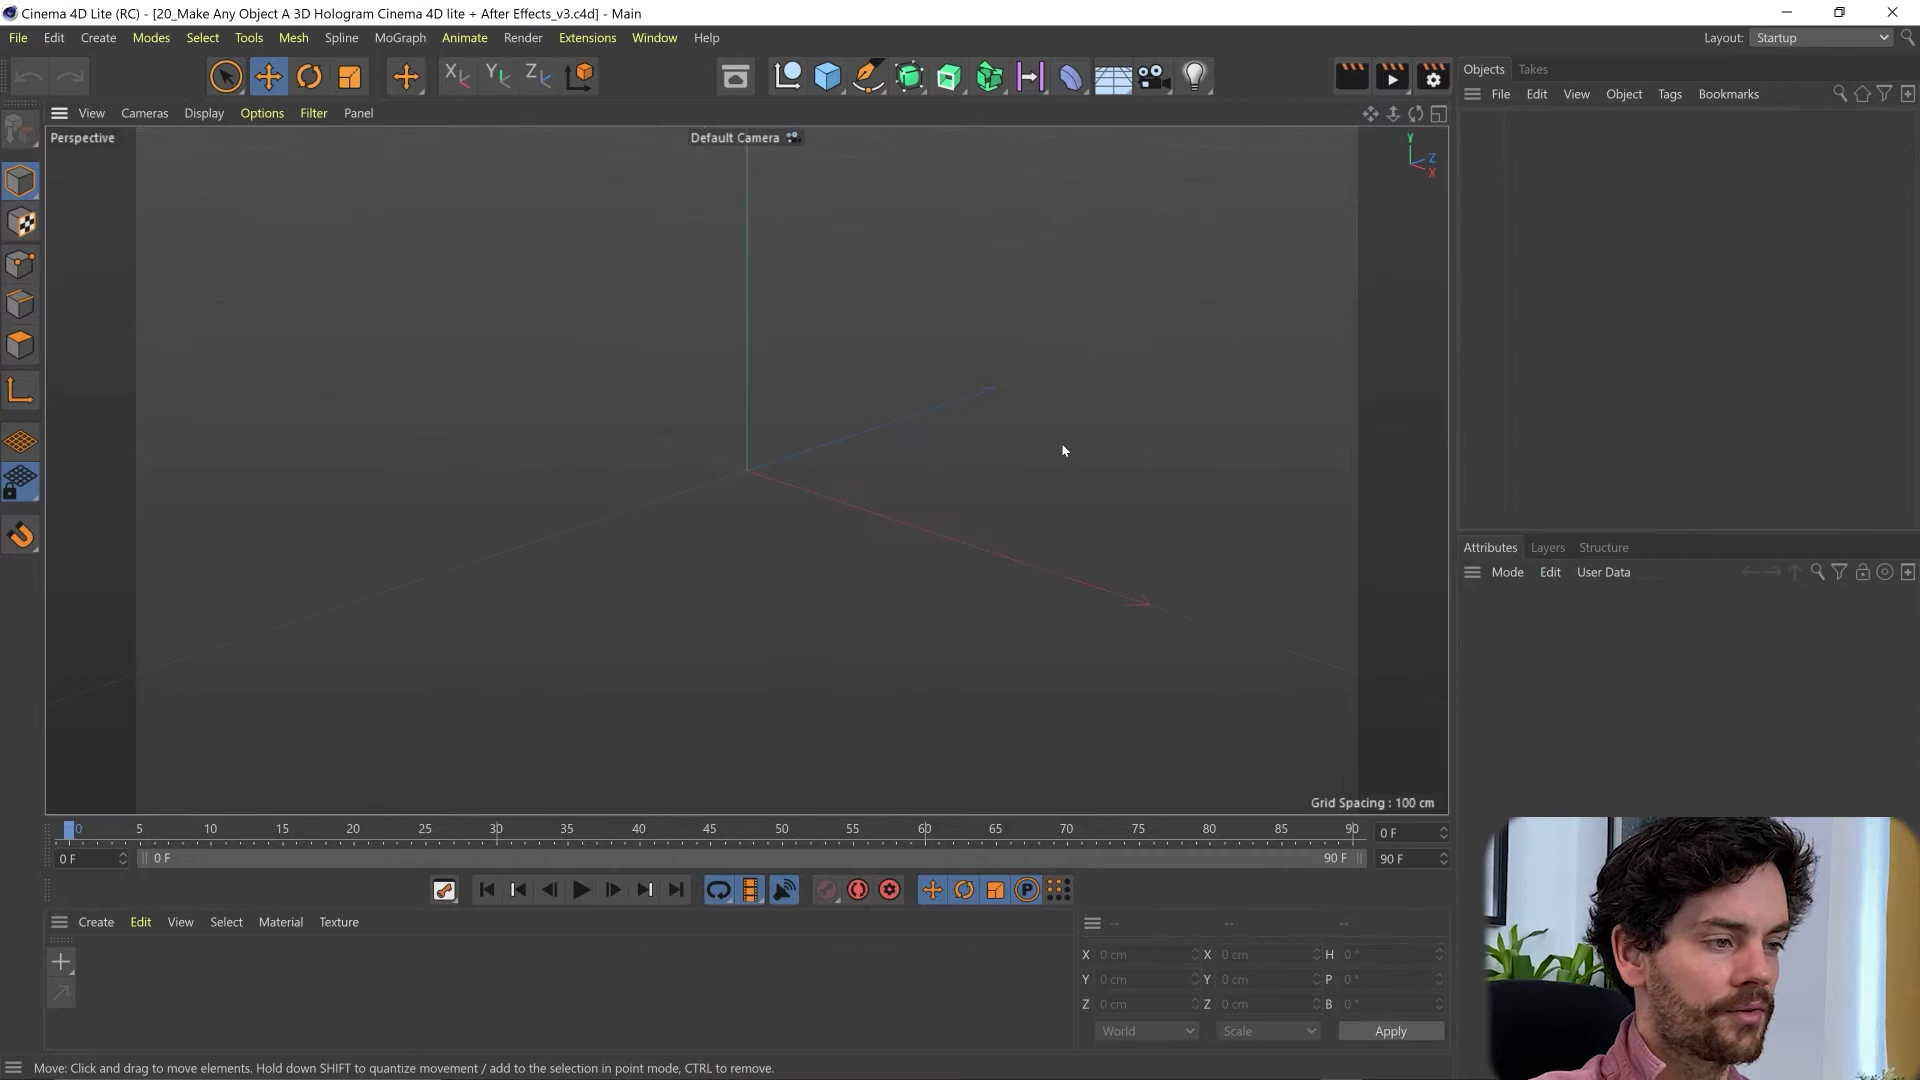 Cinema 4D Lite (RC) - [20_Make Any Object A 3D Hologram Cinema 4D lite + After Effects_v3.c4d] - Main
File Edit Create Modes Select Tools Mesh Spline MoGraph Animate Render Extensions Window Help
Layout: Startup
X Y Z
Objects Takes
File Edit View Object Tags Bookmarks
View Cameras Display Options Filter Panel
Perspective
Default Camera
Y
Z
X
Attributes Layers Structure
Mode Edit User Data
Grid Spacing : 100 cm
0 5 10 15 20 25 30 35 40 45 50 55 60 65 70 75 80 85 90 0 F
0 F 0 F 90 F 90 F
P
Create Edit View Select Material Texture
-- -- --
X 0 cm X 0 cm H 0 °
Y 0 cm Y 0 cm P 0 °
Z 0 cm Z 0 cm B 0 °
World Scale Apply
Move: Click and drag to move elements. Hold down SHIFT to quantize movement / add to the selection in point mode, CTRL to remove.